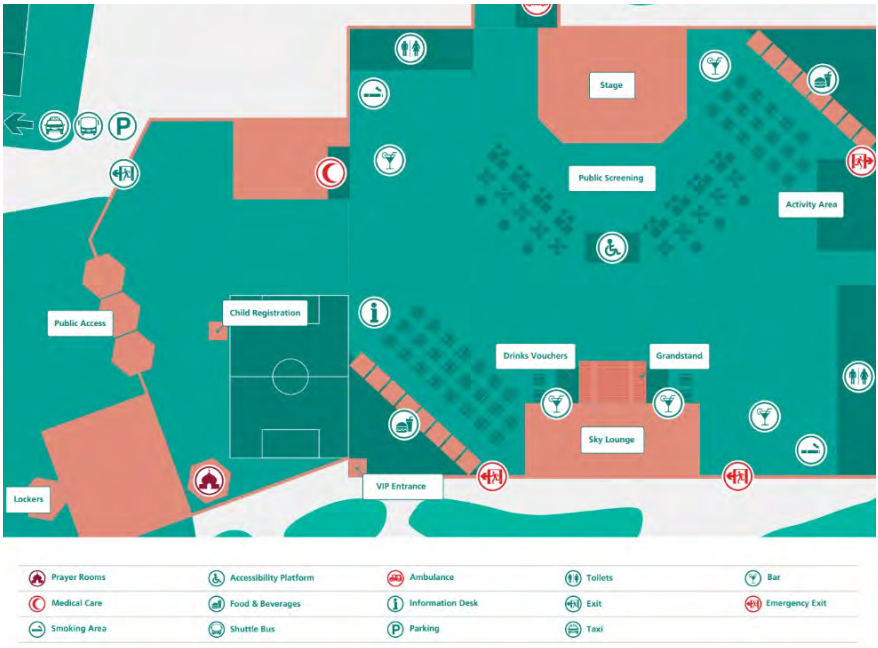 Stage
P
Public Screening
Activity Area
Child Registration
Public Access
Drinks Vouchers
Grandstand
Sky Lounge
VIP Entrance
Lockers
Prayer Rooms
Accessibility Platform
Ambulance
Toilets
Bar
Medical Care
Food & Beverages
Information Desk
Exit
Emergency Exit
Smoking Area
Shuttle Bus
P Parking
Taxi